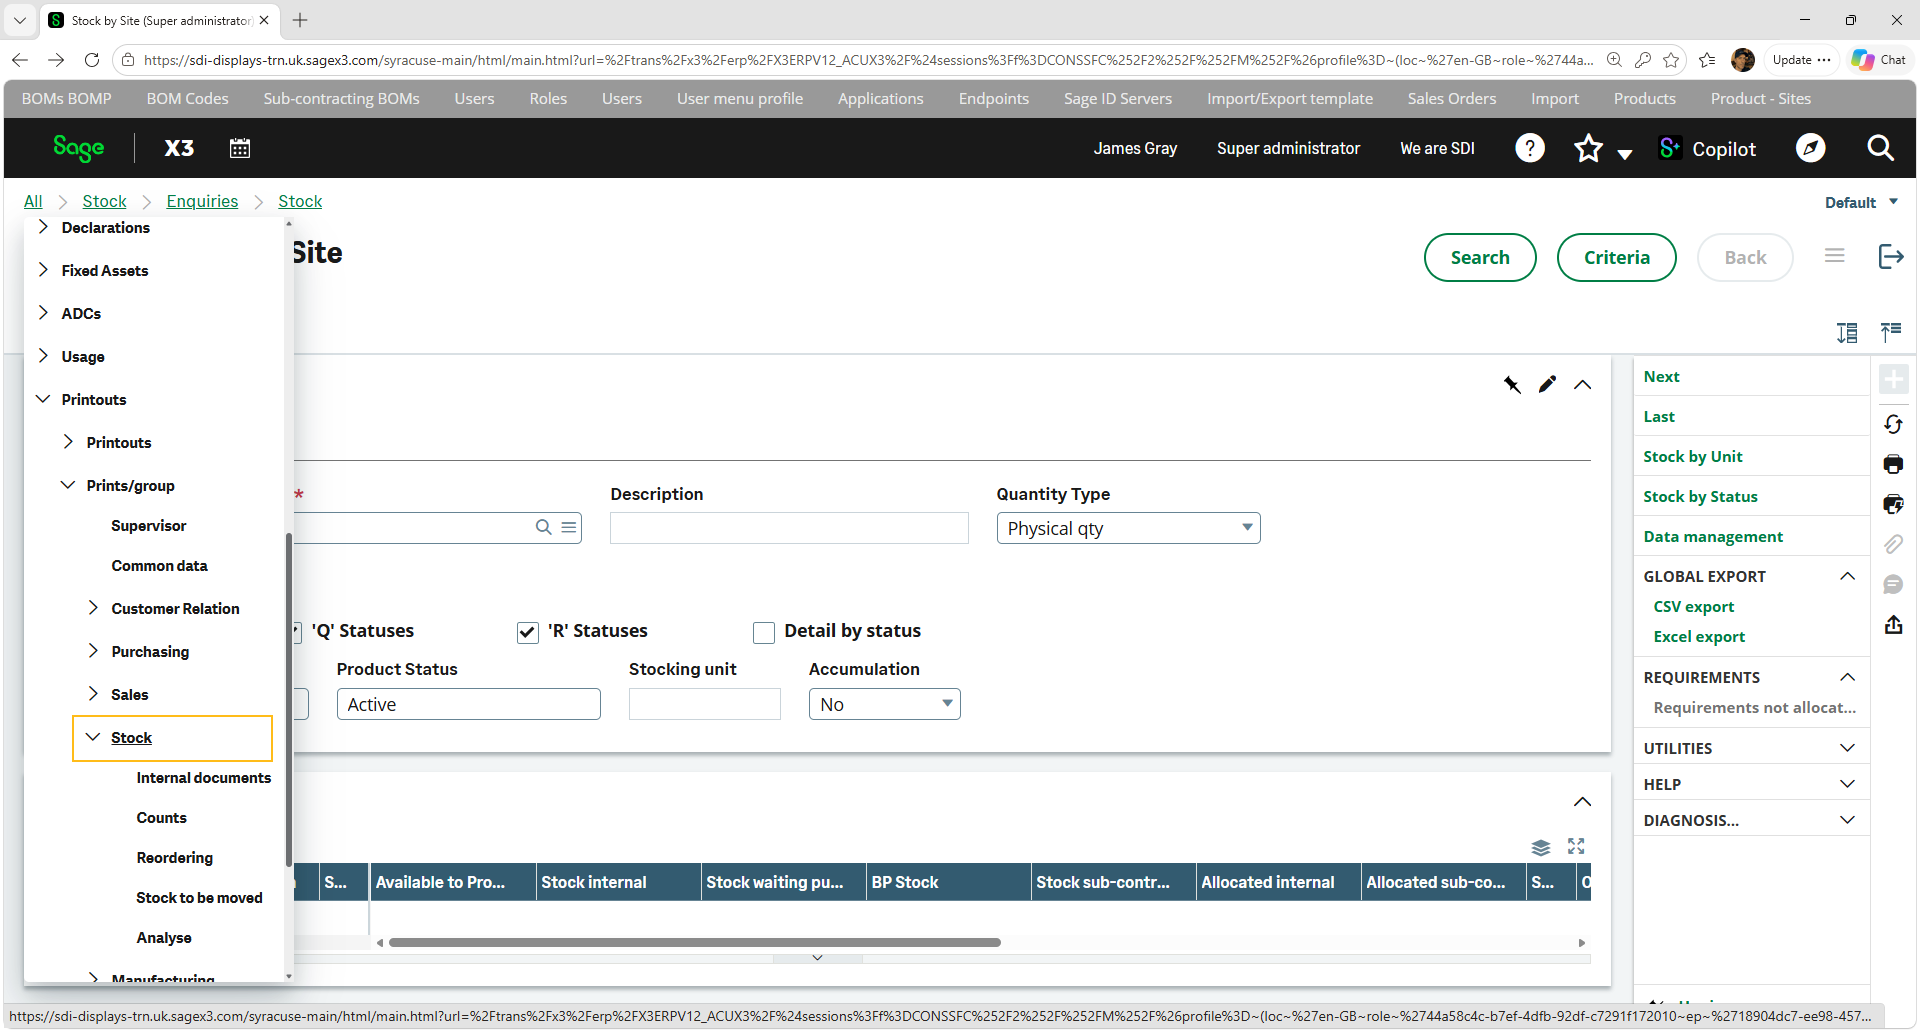 Stock by Site (Super administrator)
https://sdi-displays-trn.uk.sagex3.com/syracuse-main/html/main.html?url=%2Ftrans%2Fx3%2Ferp%2FX3ERPV12_ACUX3%2F%24sessions%3Ff%3DCONSSFC%252F2%252F%252FM%252F%26profile%3D~(loc~%27en-GB~role~%2744a...
Update ...
Chat
BOMs BOMP
BOM Codes
Sub-contracting BOMs
Users
Roles
Users
User menu profile
Applications
Endpoints
Sage ID Servers
Import/Export template
Sales Orders
Import
Products
Product - Sites
Sage
X3
James Gray
Super administrator
We are SDI
Copilot
All
Stock
Enquiries
Stock
Default
Site
Search
Criteria
Back
Declarations
Fixed Assets
ADCs
Usage
Printouts
Printouts
Prints/group
Supervisor
Common data
Customer Relation
Purchasing
Sales
Stock
Internal documents
Counts
Reordering
Stock to be moved
Analyse
Manufacturing
*
Description
Quantity Type
Physical qty
'Q' Statuses
'R' Statuses
Detail by status
Product Status
Stocking unit
Accumulation
Active
No
S...
Available to Pro...
Stock internal
Stock waiting pu...
BP Stock
Stock sub-contr...
Allocated internal
Allocated sub-co...
S...
Next
Last
Stock by Unit
Stock by Status
Data management
GLOBAL EXPORT
CSV export
Excel export
REQUIREMENTS
Requirements not allocat...
UTILITIES
HELP
DIAGNOSIS...
https://sdi-displays-trn.uk.sagex3.com/syracuse-main/html/main.html?url=%2Ftrans%2Fx3%2Ferp%2FX3ERPV12_ACUX3%2F%24sessions%3Ff%3DCONSSFC%252F2%252F%252FM%252F%26profile%3D~(loc~%27en-GB~role~%2744a58c4c-b7ef-4dfb-92df-c7291f172010~ep~%2718904dc7-ee98-457...